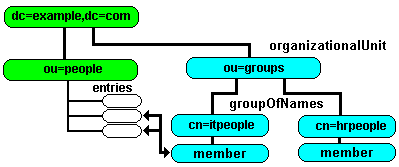 dc=example,dc=com
organizationalUnit
ou=people
ou=groups
entries
groupOfNames
cn=itpeople
cn=hrpeople
member
member